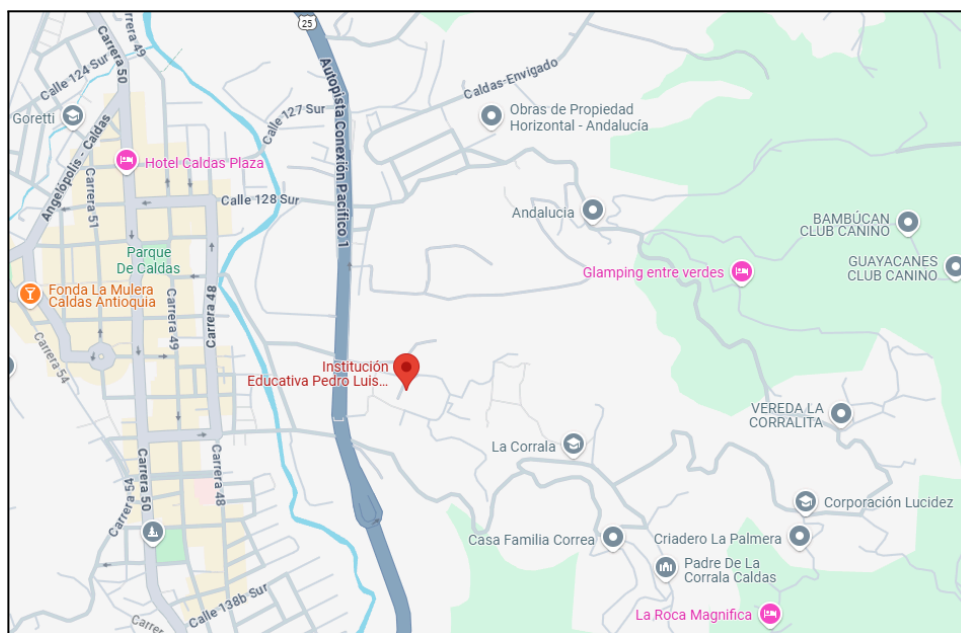 Carrera 50
Carrera 49
25
Calle 124 Sur
Goretti
Angelópolis - Caldas
Hotel Caldas Plaza
Carrera 51
Calle 127 Sur
Calle 128 Sur
Autopista Conexión Pacífico 1
Caldas-Envigado
Obras de Propiedad
Horizontal - Andalucía
Andalucia
BAMBÚCAN
CLUB CANINO
GUAYACANES
CLUB CANINO
Glamping entre verdes
Parque
De Caldas
Fonda La Mulera
Caldas Antioquia
Carrera 49
Carrera 48
Carrera 54
Institución
Educativa Pedro Luis...
VEREDA LA
CORRALITA
La Corrala
Carrera 54
Carrera 50
Carrera 48
Corporación Lucidez
Casa Familia Correa
Criadero La Palmera
Padre De La
Corrala Caldas
Calle 138b Sur
Carrera
La Roca Magnifica